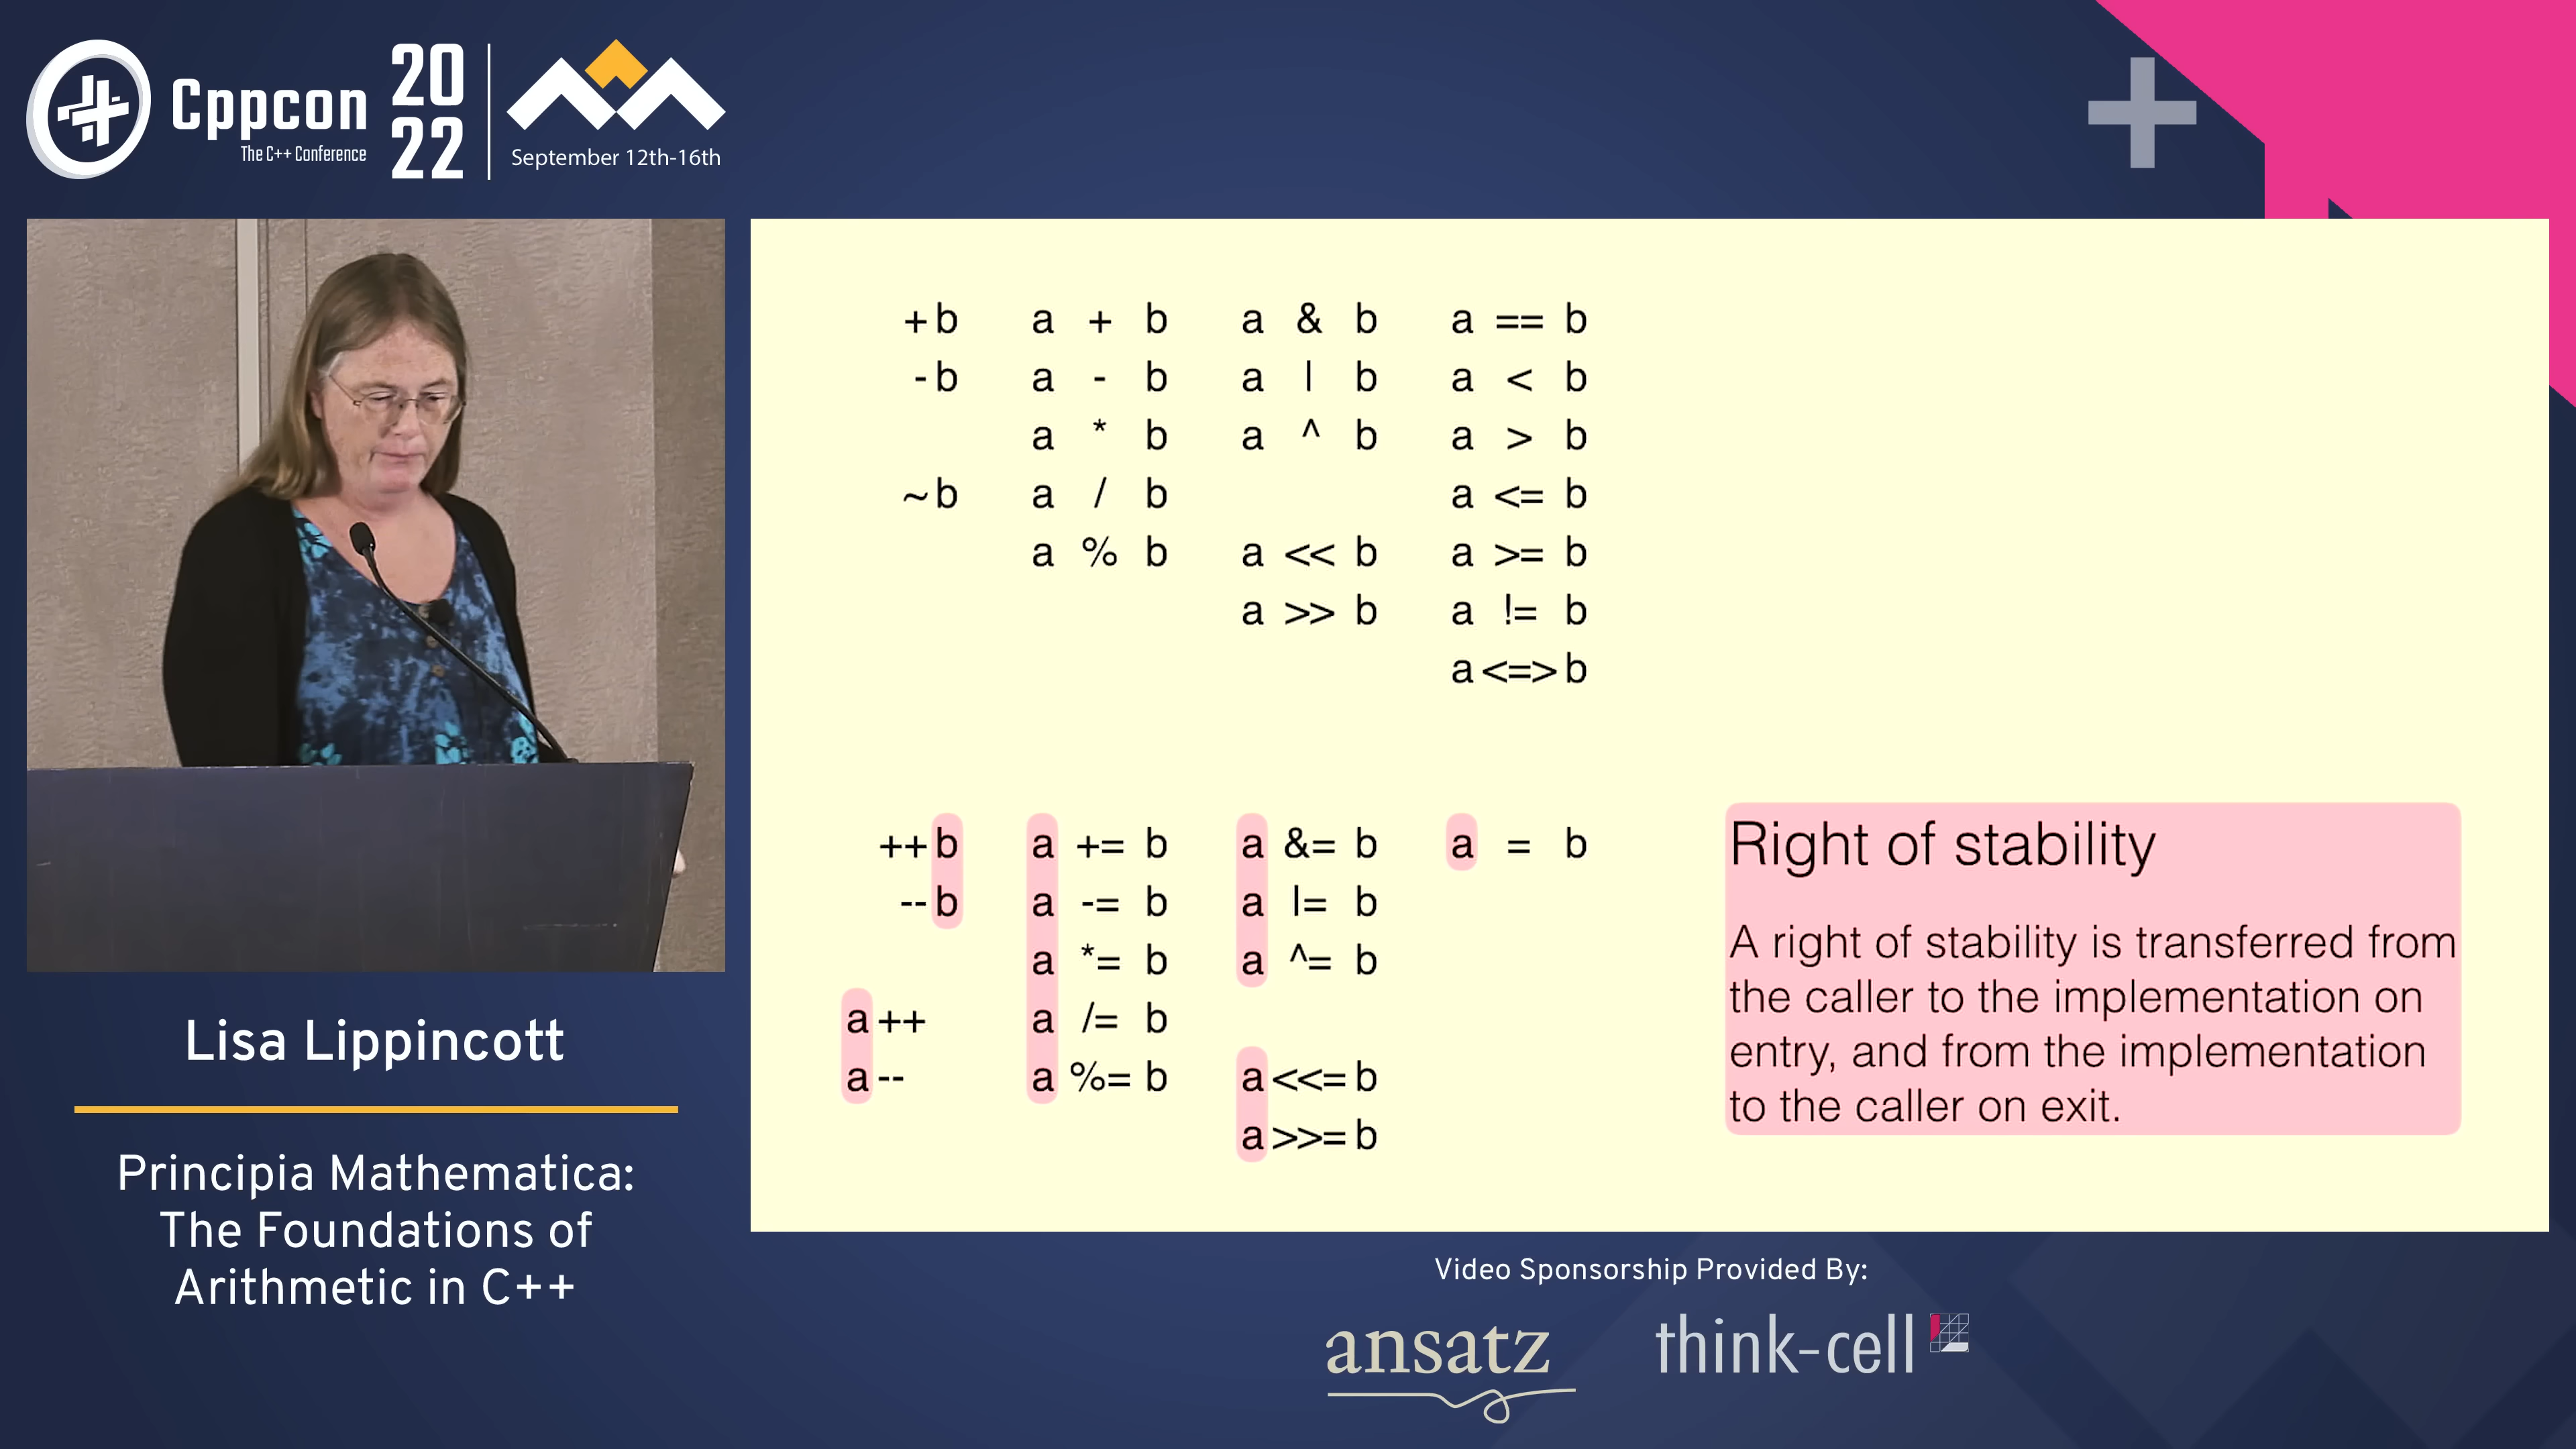 Cppcon
The C++ Conference
20
22
September 12th-16th
+b a + b a & b a == b
-b a - b a | b a < b
a * b a ^ b a > b
~b a / b a <= b
a % b a << b a >= b
a >> b a != b
a <=> b
++b a += b a &= b a = b
--b a -= b a |= b
a *= b a ^= b
a++ a /= b
a-- a %= b a <<= b
a >>= b
Right of stability
A right of stability is transferred from
the caller to the implementation on
entry, and from the implementation
to the caller on exit.
Lisa Lippincott
Principia Mathematica:
The Foundations of
Arithmetic in C++
Video Sponsorship Provided By:
ansatz
think-cell